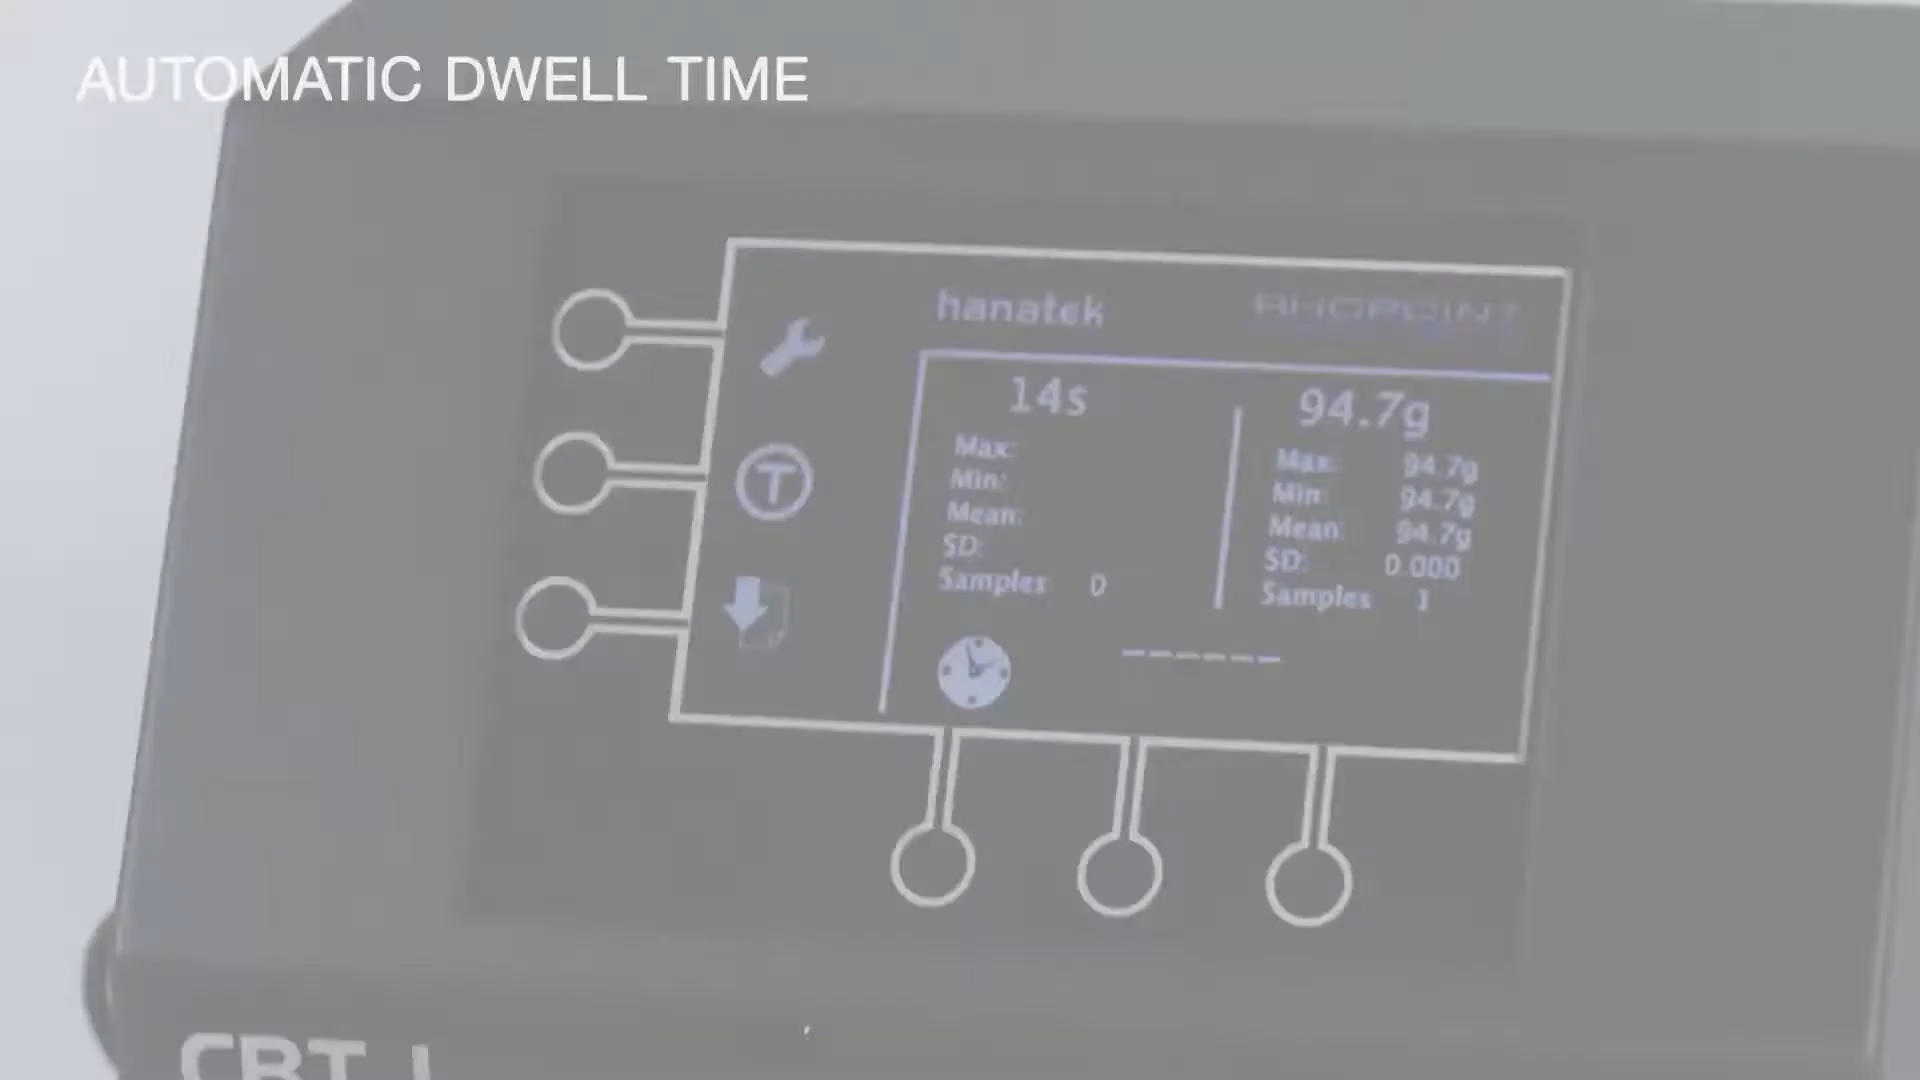 AUTOMATIC DWELL TIME
hanatek RHOPOINT
T
14s
Max:
Min:
Mean:
SD:
Samples 0
94.7g
Max: 94.7g
Min: 94.7g
Mean: 94.7g
SD: 0.000
Samples 1
------